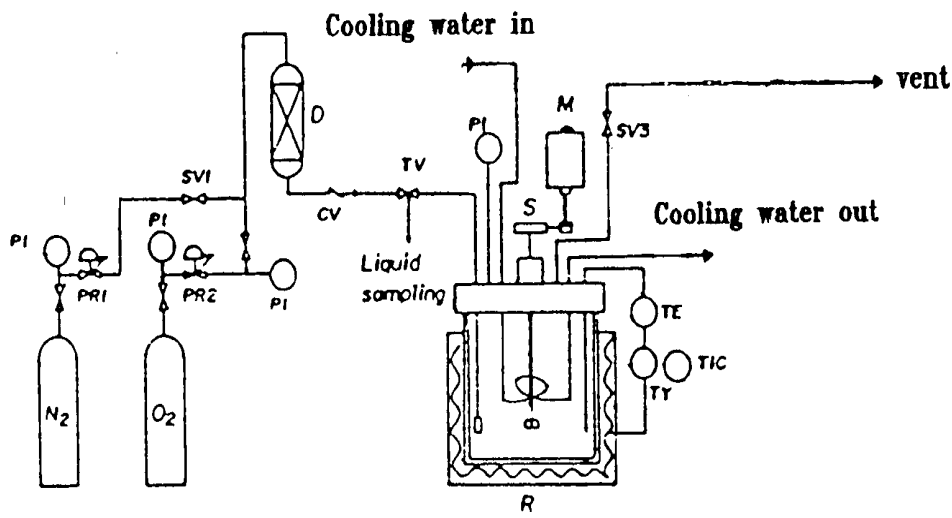 Cooling water in
vent
D
M
PI
SV3
TV
SV1
S
CV
Cooling water out
PI
PI
Liquid
sampling
PR1
PR2
PI
TE
TIC
TY
N2
O2
R